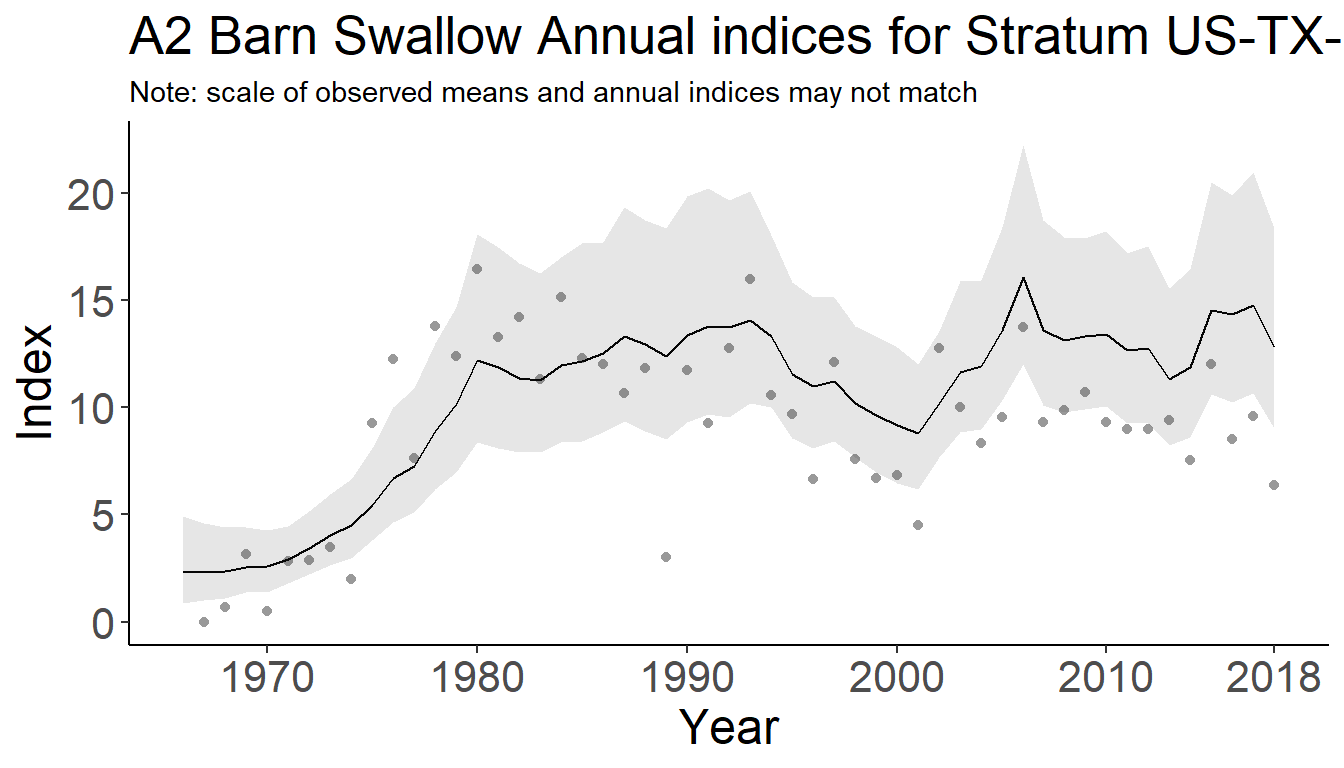 A2 Barn Swallow Annual indices for Stratum US-TX-
Note: scale of observed means and annual indices may not match
Index
20
15
10
5
0
1970 1980 1990 2000 2010 2018
Year